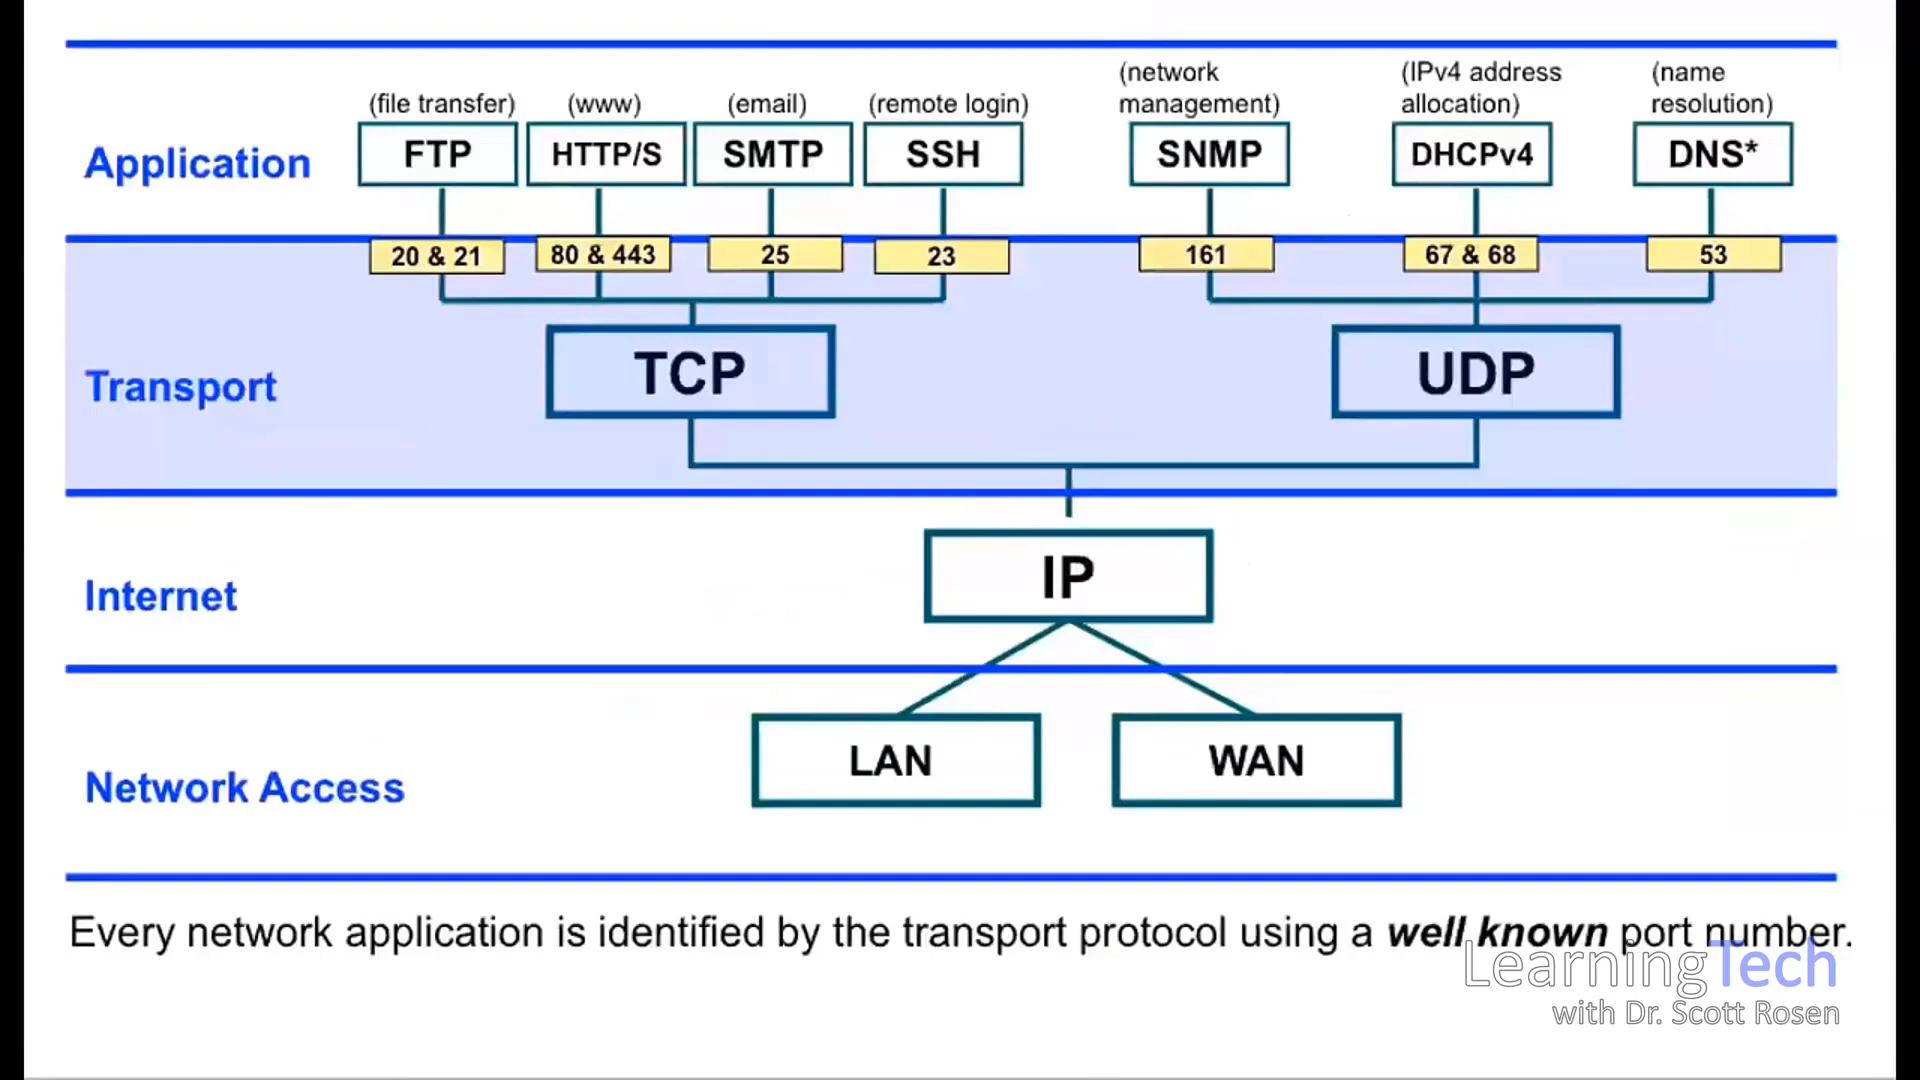 (file transfer)
(www)
(email)
(remote login)
(network
management)
(IPv4 address
allocation)
(name
resolution)
Application
FTP
HTTP/S
SMTP
SSH
SNMP
DHCPv4
DNS*
20 & 21
80 & 443
25
23
161
67 & 68
53
Transport
TCP
UDP
Internet
IP
Network Access
LAN
WAN
Every network application is identified by the transport protocol using a well known port number.
LearningTech
with Dr. Scott Rosen